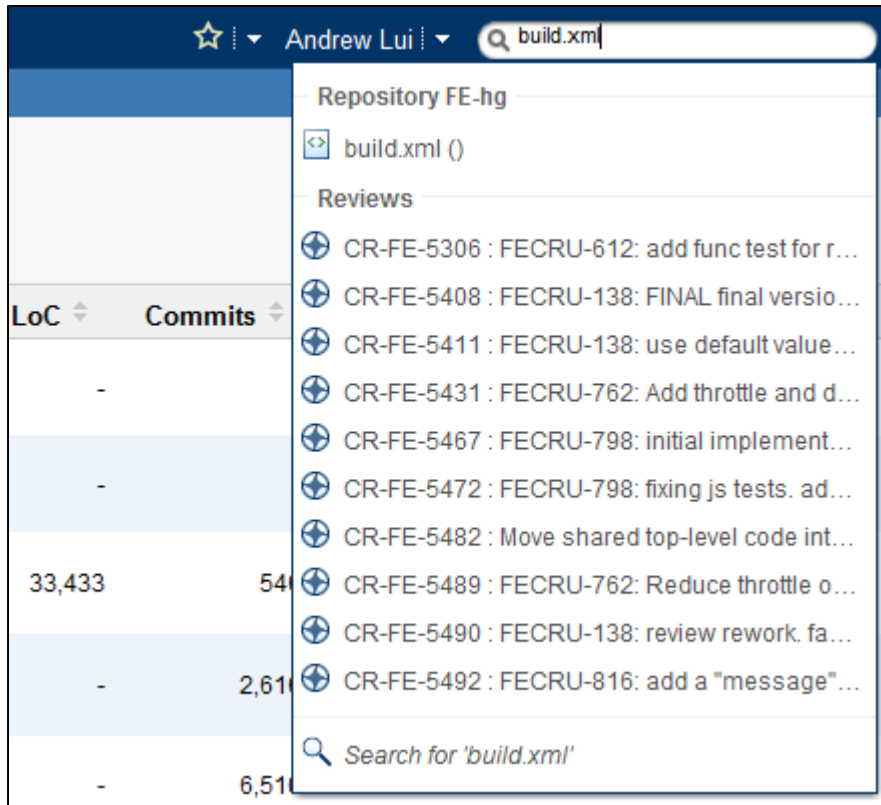 Andrew Lui
build.xml
Repository FE-hg
build.xml ()
Reviews
CR-FE-5306 : FECRU-612: add func test for r...
CR-FE-5408 : FECRU-138: FINAL final versio...
CR-FE-5411 : FECRU-138: use default value...
CR-FE-5431 : FECRU-762: Add throttle and d...
CR-FE-5467 : FECRU-798: initial implement...
CR-FE-5472 : FECRU-798: fixing js tests. ad...
CR-FE-5482 : Move shared top-level code int...
CR-FE-5489 : FECRU-762: Reduce throttle o...
CR-FE-5490 : FECRU-138: review rework. fa...
CR-FE-5492 : FECRU-816: add a "message"...
Search for 'build.xml'
LoC Commits
-
-
33,433
-
-